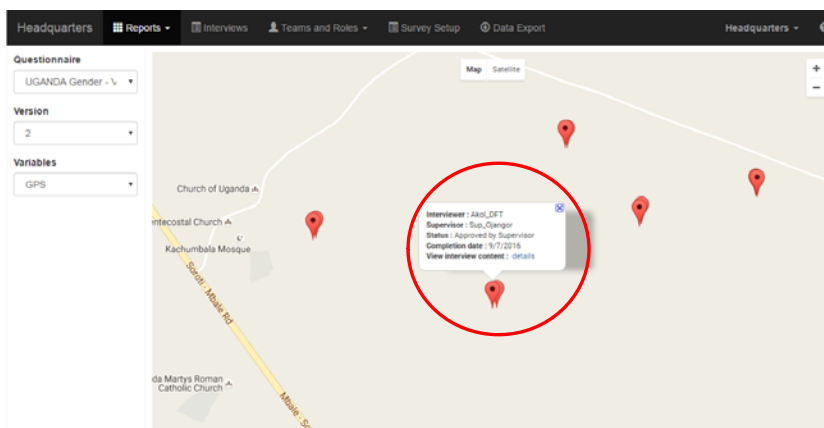 Headquarters Reports Interviews Teams and Roles Survey Setup Data Export Headquarters
Questionnaire
UGANDA Gender - V
Version
2
Variables
GPS
Map Satellite
+
−
Church of Uganda
ntecostal Church
Kachumbala Mosque
Soroti - Mbale Rd
Interviewer : Akol_DFT
Supervisor : Sup_Ojangor
Status : Approved by Supervisor
Completion date : 9/7/2016
View interview content : details
da Martys Roman
Catholic Church
Mbale - So